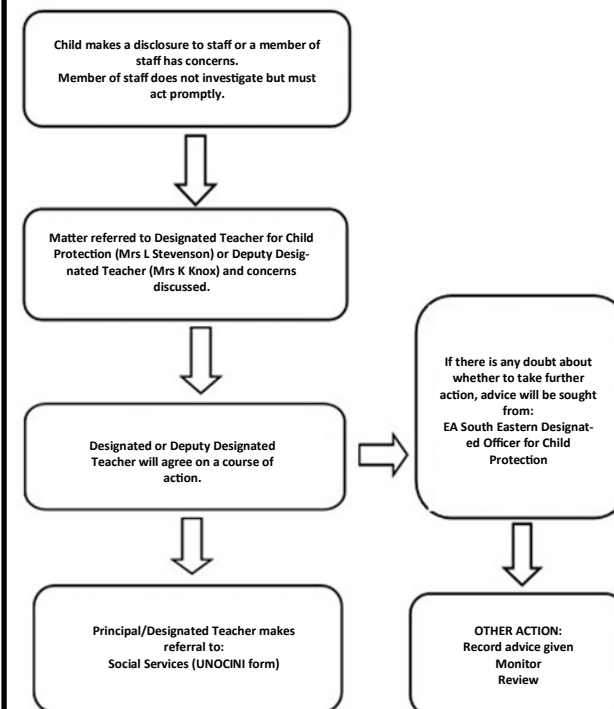 Child makes a disclosure to staff or a member of
staff has concerns.
Member of staff does not investigate but must
act promptly.
Matter referred to Designated Teacher for Child
Protection (Mrs L Stevenson) or Deputy Desig-
nated Teacher (Mrs K Knox) and concerns
discussed.
Designated or Deputy Designated
Teacher will agree on a course of
action.
If there is any doubt about
whether to take further
action, advice will be sought
from:
EA South Eastern Designat-
ed Officer for Child
Protection
Principal/Designated Teacher makes
referral to:
Social Services (UNOCINI form)
OTHER ACTION:
Record advice given
Monitor
Review